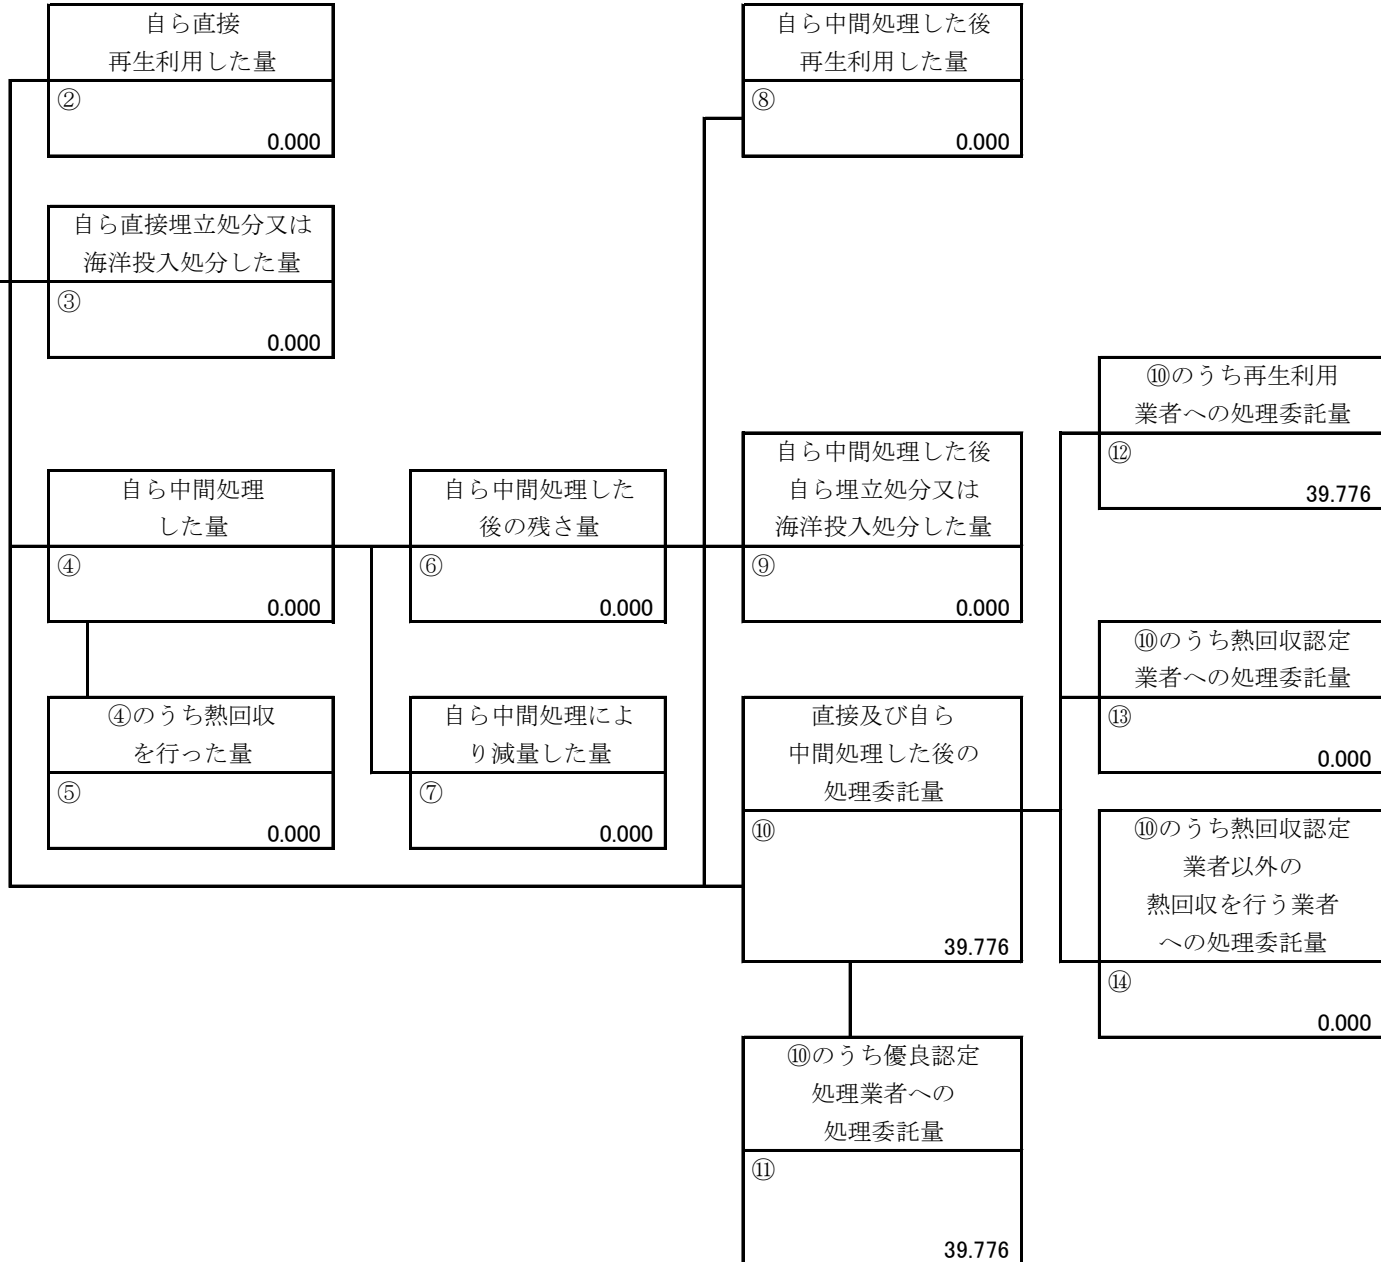 自ら直接
再生利用した量
②
0.000
自ら中間処理した後
再生利用した量
⑧
0.000
自ら直接埋立処分又は
海洋投入処分した量
③
0.000
⑩のうち再生利用
業者への処理委託量
⑫
39.776
自ら中間処理
した量
④
0.000
自ら中間処理した
後の残さ量
⑥
0.000
自ら中間処理した後
自ら埋立処分又は
海洋投入処分した量
⑨
0.000
⑩のうち熱回収認定
業者への処理委託量
⑬
0.000
④のうち熱回収
を行った量
⑤
0.000
自ら中間処理によ
り減量した量
⑦
0.000
直接及び自ら
中間処理した後の
処理委託量
⑩
39.776
⑩のうち熱回収認定
業者以外の
熱回収を行う業者
への処理委託量
⑭
0.000
⑩のうち優良認定
処理業者への
処理委託量
⑪
39.776